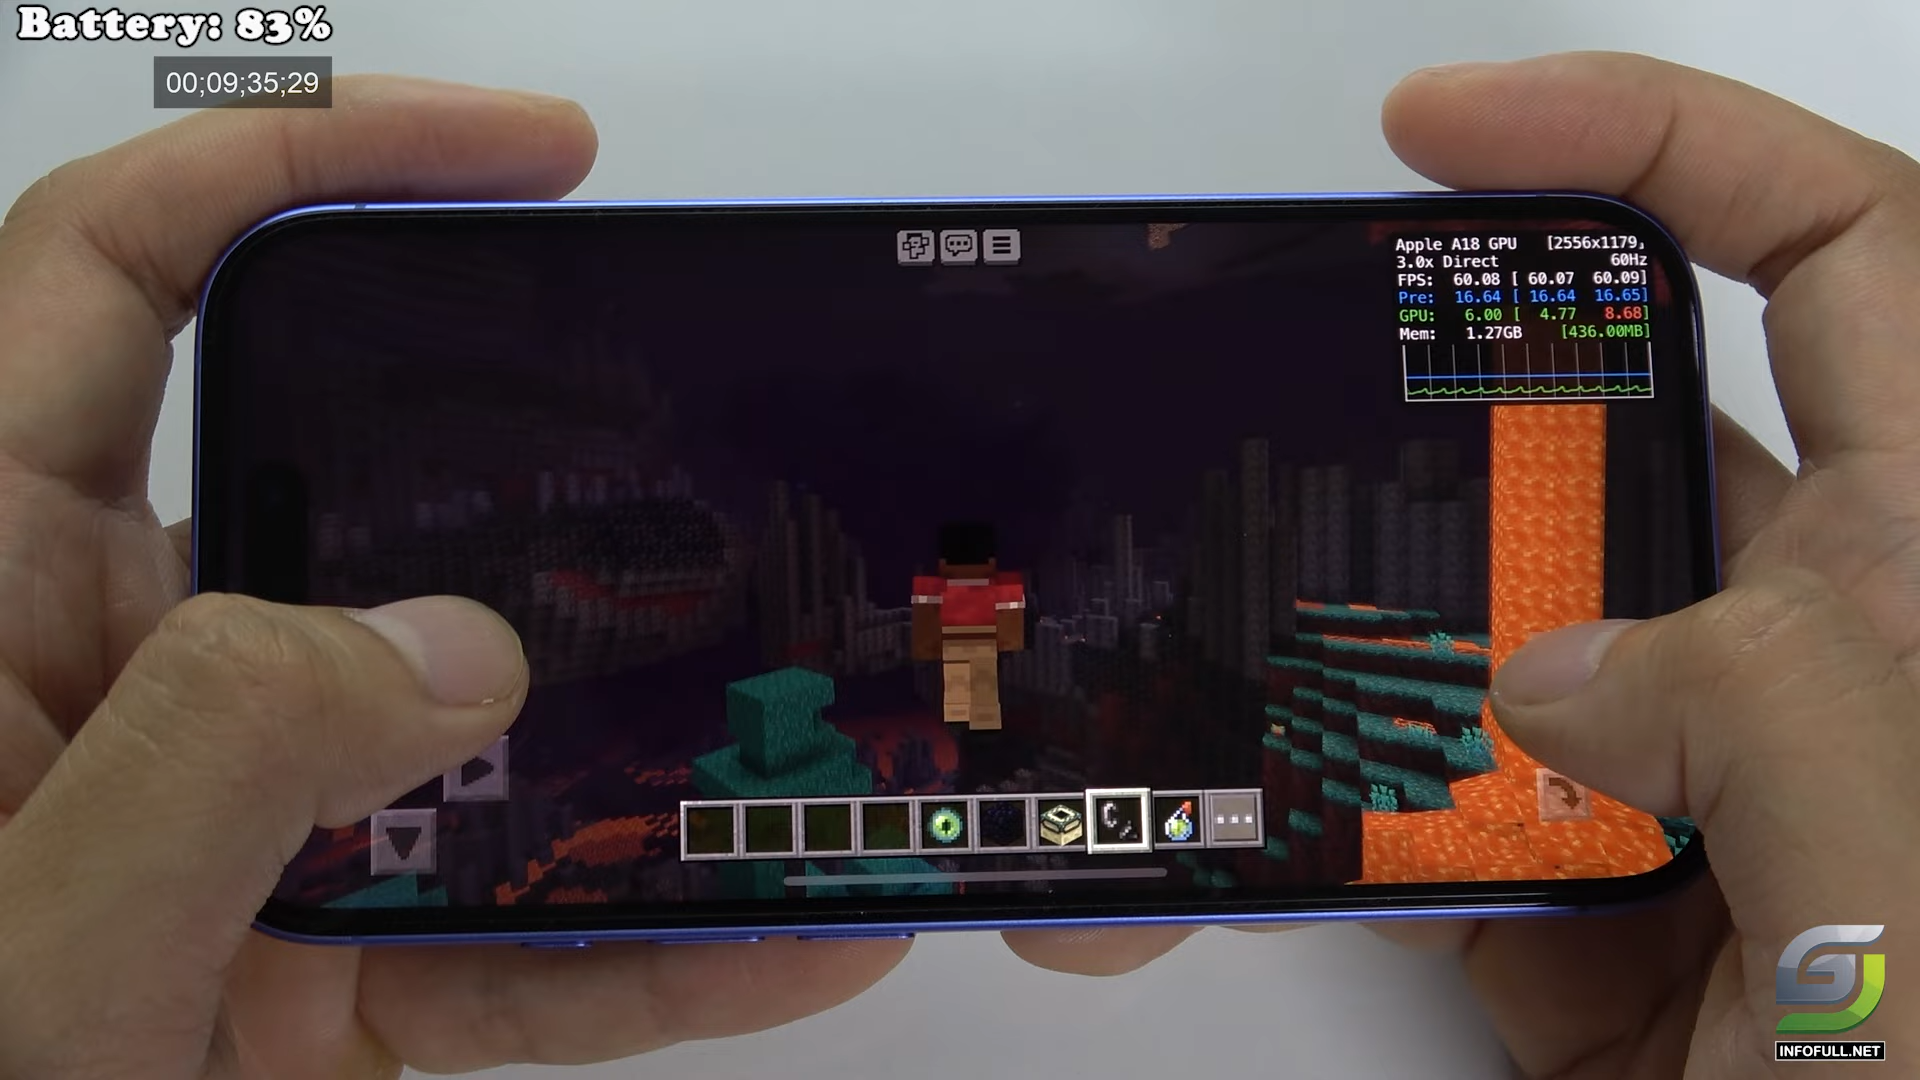 Battery: 83%
00;09;35;29
Apple A18 GPU [2556x1179,
3.0x Direct 60Hz
FPS: 60.08 [ 60.07 60.09]
Pre: 16.64 [ 16.64 16.65]
GPU: 6.00 [ 4.77 8.68]
Mem: 1.27GB [436.00MB]
INFOFULL.NET